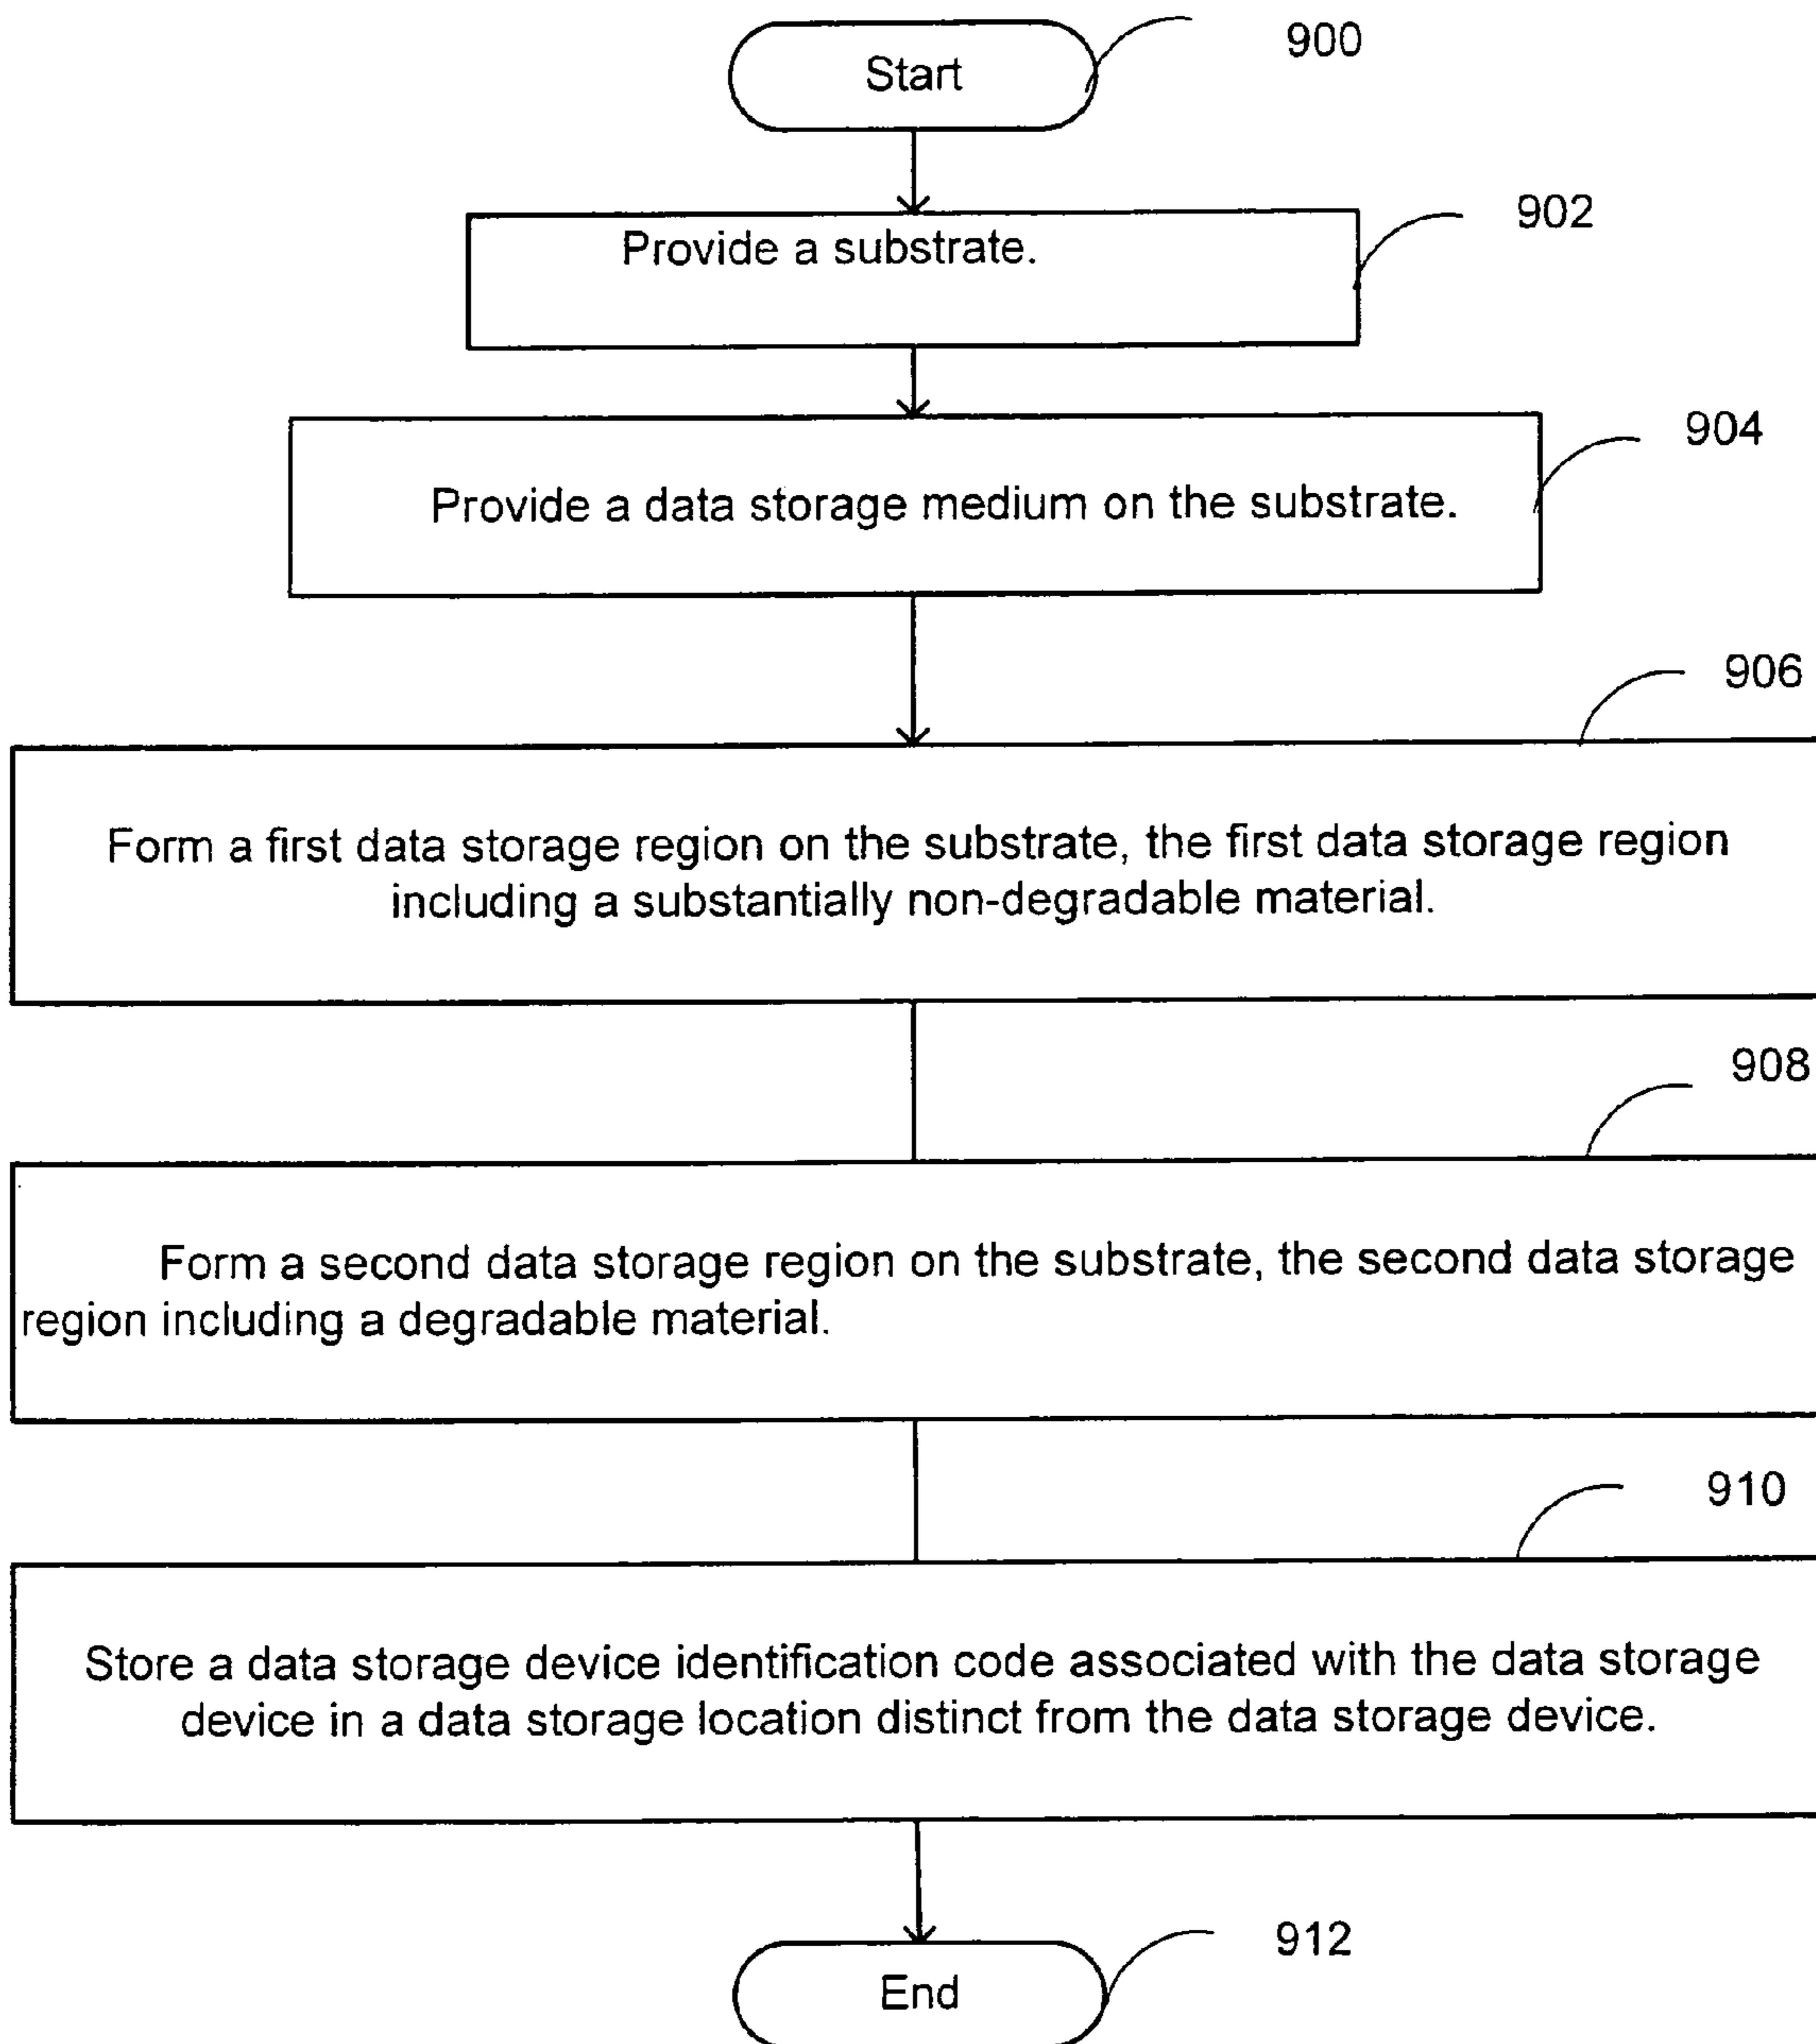 Start
900
Provide a substrate.
902
904
Provide a data storage medium on the substrate.
906
Form a first data storage region on the substrate, the first data storage region
including a substantially non-degradable material.
908
Form a second data storage region on the substrate, the second data storage
region including a degradable material.
910
Store a data storage device identification code associated with the data storage
device in a data storage location distinct from the data storage device.
912
End